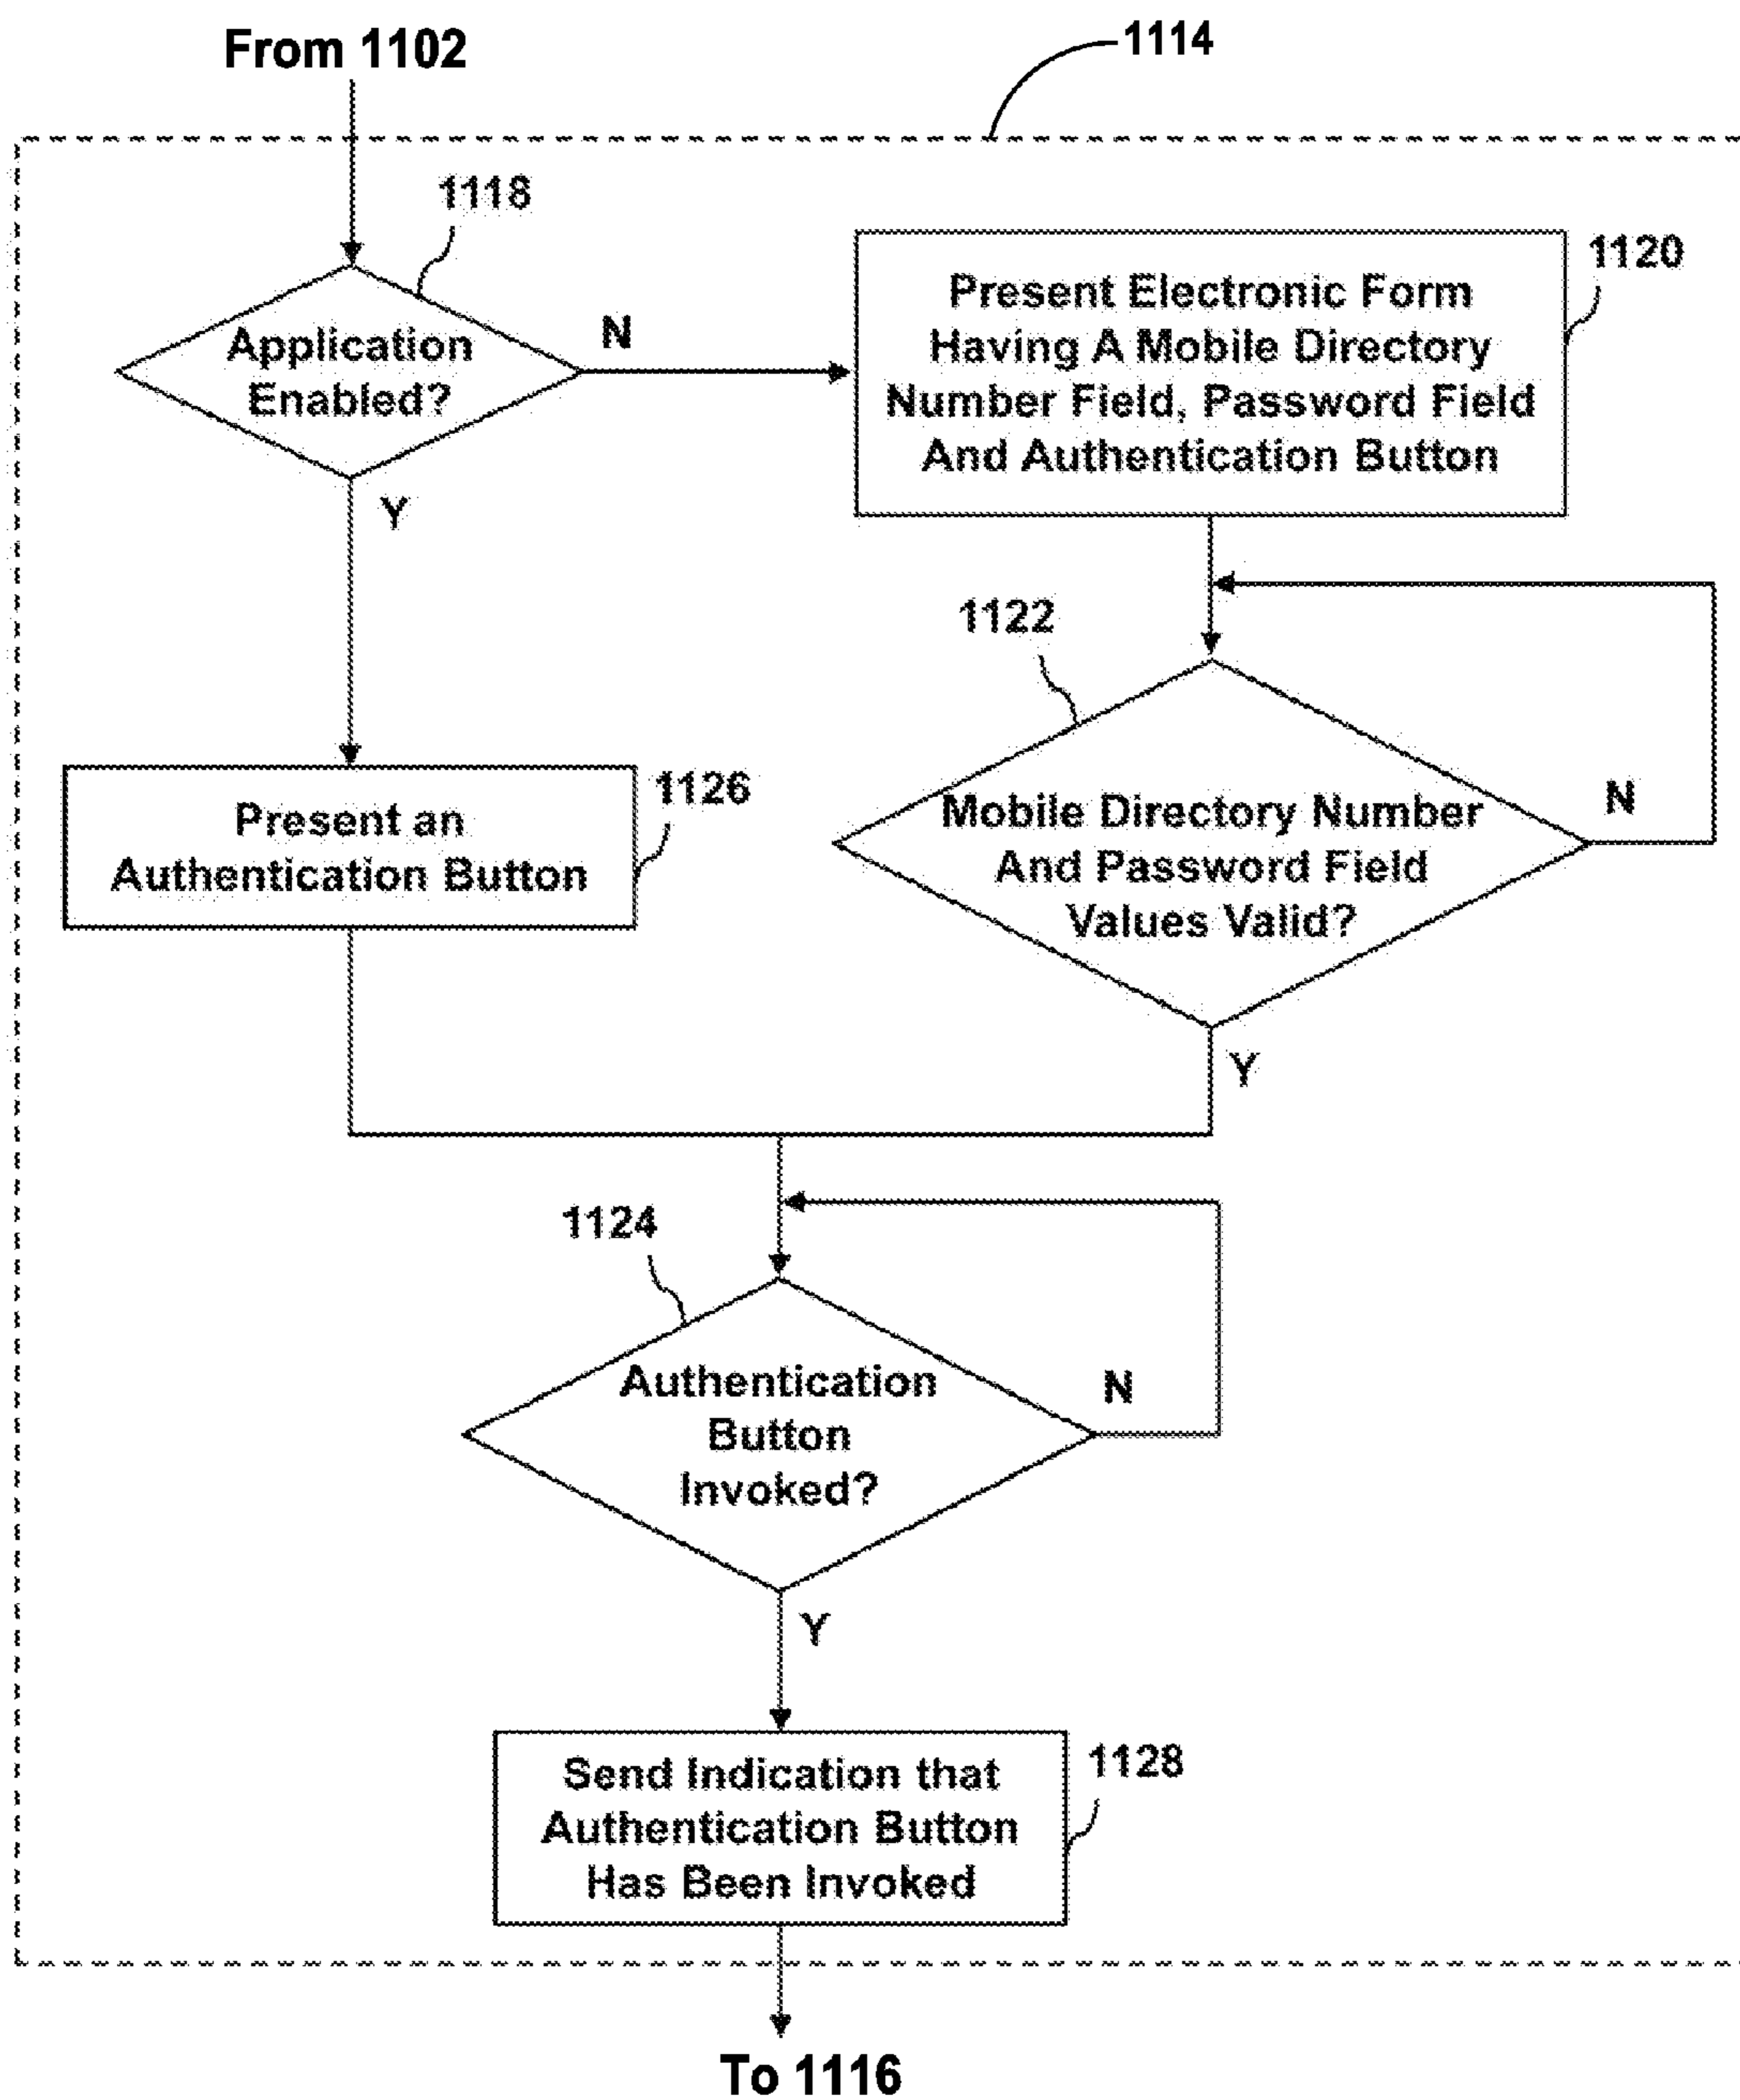 From 1102
1114
1118
Application
Enabled?
N
Y
1120
Present Electronic Form
Having A Mobile Directory
Number Field, Password Field
And Authentication Button
1122
Mobile Directory Number
And Password Field
Values Valid?
N
Y
1126
Present an
Authentication Button
1124
Authentication
Button
Invoked?
N
Y
1128
Send Indication that
Authentication Button
Has Been Invoked
To 1116